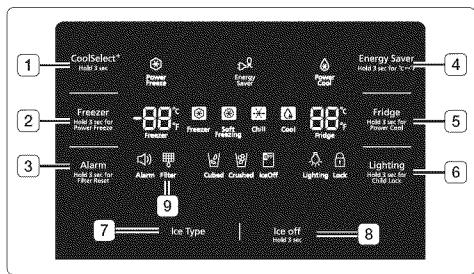 1
CoolSelect+
Hold 3 sec
Power
Freeze
Energy
Saver
Power
Cool
Energy Saver
Hold 3 sec for °C↔°F
4
2
Freezer
Hold 3 sec for
Power Freeze
-88 °C °F
Freezer
Freezer
Soft
Freezing
Chill
Cool
88 °C °F
Fridge
Fridge
Hold 3 sec for
Power Cool
5
3
Alarm
Hold 3 sec for
Filter Reset
Alarm
Filter
Cubed
Crushed
IceOff
Lighting
Lock
Lighting
Hold 3 sec for
Child Lock
6
9
7
Ice Type
Ice off
Hold 3 sec
8